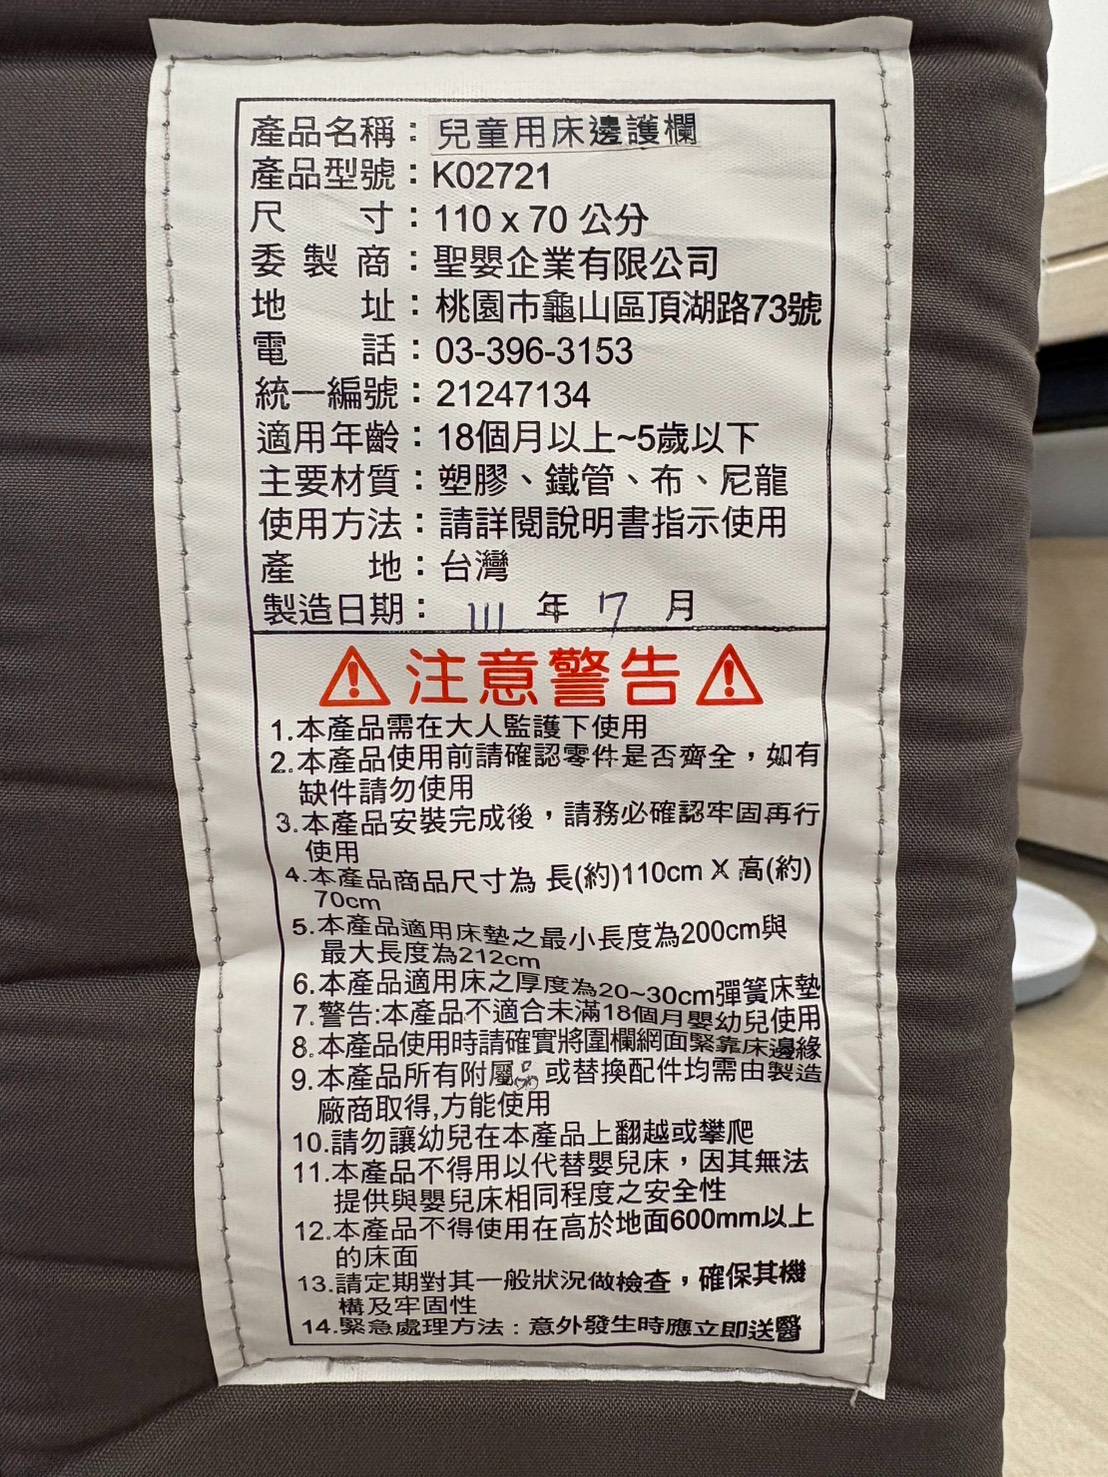 產品名稱：兒童用床邊護欄
產品型號：K02721
尺 寸：110 x 70 公分
委製商：聖嬰企業有限公司
地 址：桃園市龜山區頂湖路73號
電 話：03-396-3153
統一編號：21247134
適用年齡：18個月以上~5歲以下
主要材質：塑膠、鐵管、布、尼龍
使用方法：請詳閱說明書指示使用
產 地：台灣
製造日期： 111 年 7 月
⚠注意警告⚠
1.本產品需在大人監護下使用
2.本產品使用前請確認零件是否齊全，如有
缺件請勿使用
3.本產品安裝完成後，請務必確認牢固再行
使用
4.本產品商品尺寸為 長(約)110cm X 高(約)
70cm
5.本產品適用床墊之最小長度為200cm與
最大長度為212cm
6.本產品適用床之厚度為20~30cm彈簧床墊
7.警告:本產品不適合未滿18個月嬰幼兒使用
8.本產品使用時請確實將圍欄網面緊靠床邊緣
9.本產品所有附屬品或替換配件均需由製造
廠商取得,方能使用
10.請勿讓幼兒在本產品上翻越或攀爬
11.本產品不得用以代替嬰兒床，因其無法
提供與嬰兒床相同程度之安全性
12.本產品不得使用在高於地面600mm以上
的床面
13.請定期對其一般狀況做檢查，確保其機
構及牢固性
14.緊急處理方法：意外發生時應立即送醫